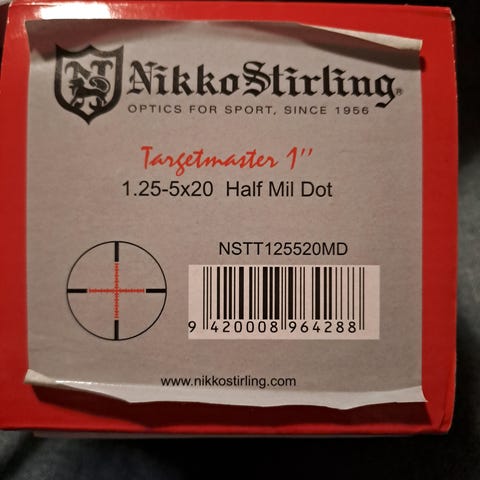 NS NikkoStirling®
OPTICS FOR SPORT, SINCE 1956
Targetmaster 1"
1.25-5x20 Half Mil Dot
NSTT125520MD
9 420008 964288
www.nikkostirling.com